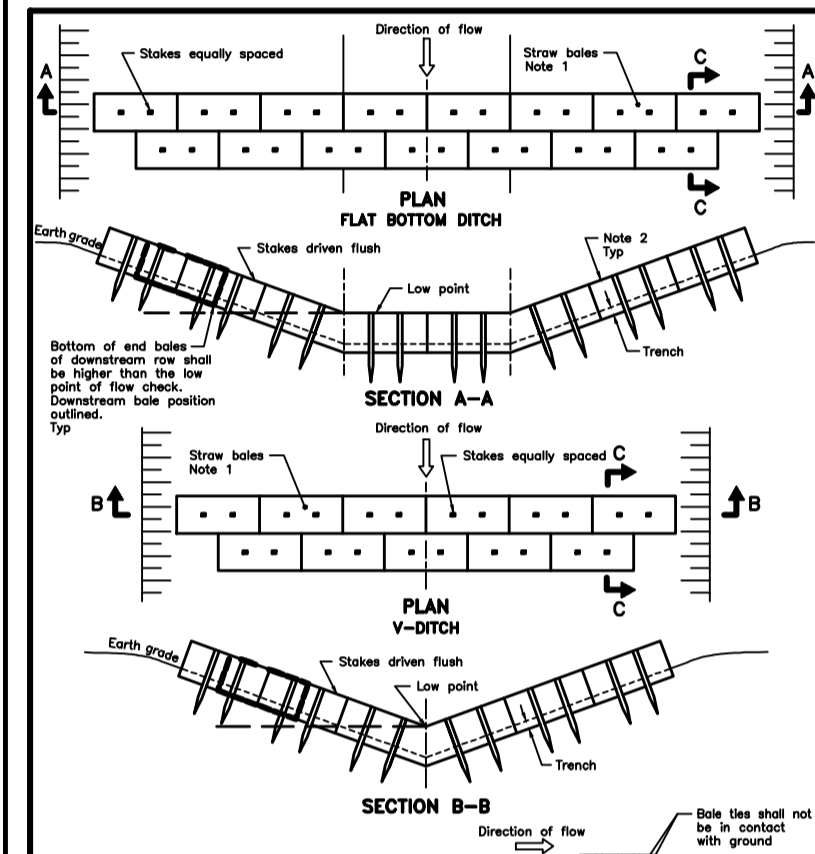 Direction of flow
Stakes equally spaced
Straw bales
Note 1
C
A
A
PLAN
FLAT BOTTOM DITCH
C
Earth grade
Stakes driven flush
Note 2
Typ
Low point
Trench
Bottom of end bales
of downstream row shall
be higher than the low
point of flow check.
Downstream bale position
outlined.
Typ
SECTION A-A
Direction of flow
Straw bales
Note 1
Stakes equally spaced
C
B
B
PLAN
V-DITCH
C
Earth grade
Stakes driven flush
Low point
Trench
SECTION B-B
Direction of flow
Bale ties shall not
be in contact
with ground